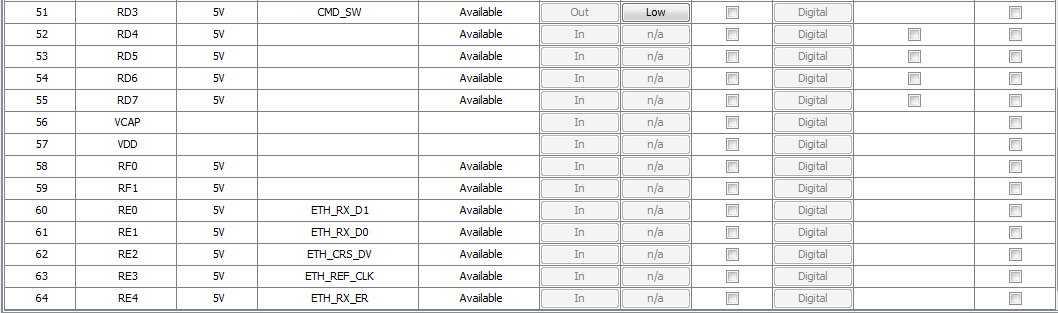 51 RD3 5V CMD_SW Available Out Low Digital
52 RD4 5V Available In n/a Digital
53 RD5 5V Available In n/a Digital
54 RD6 5V Available In n/a Digital
55 RD7 5V Available In n/a Digital
56 VCAP In n/a Digital
57 VDD In n/a Digital
58 RF0 5V Available In n/a Digital
59 RF1 5V Available In n/a Digital
60 RE0 5V ETH_RX_D1 Available In n/a Digital
61 RE1 5V ETH_RX_D0 Available In n/a Digital
62 RE2 5V ETH_CRS_DV Available In n/a Digital
63 RE3 5V ETH_REF_CLK Available In n/a Digital
64 RE4 5V ETH_RX_ER Available In n/a Digital